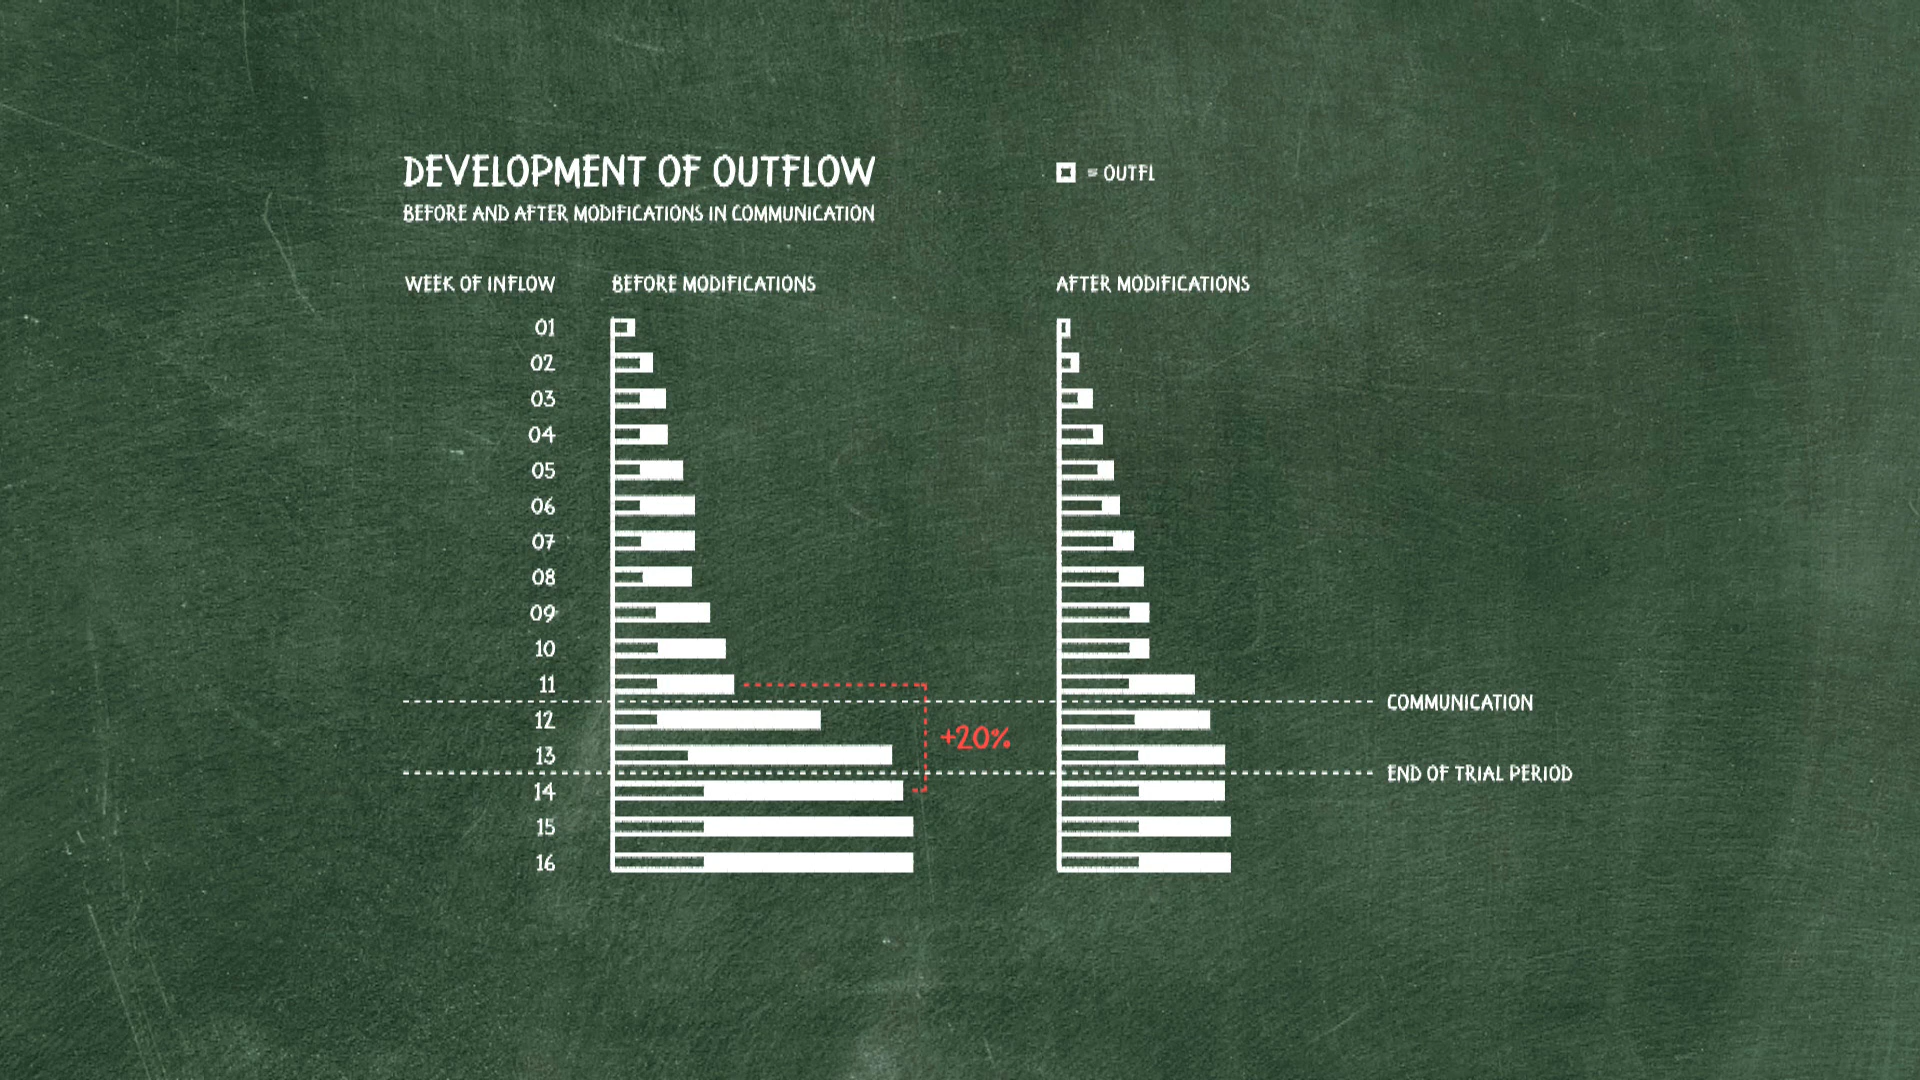 DEVELOPMENT OF OUTFLOW
BEFORE AND AFTER MODIFICATIONS IN COMMUNICATION
= OUTFL
WEEK OF INFLOW
BEFORE MODIFICATIONS
AFTER MODIFICATIONS
01
02
03
04
05
06
07
08
09
10
11
COMMUNICATION
12
+20%
13
END OF TRIAL PERIOD
14
15
16